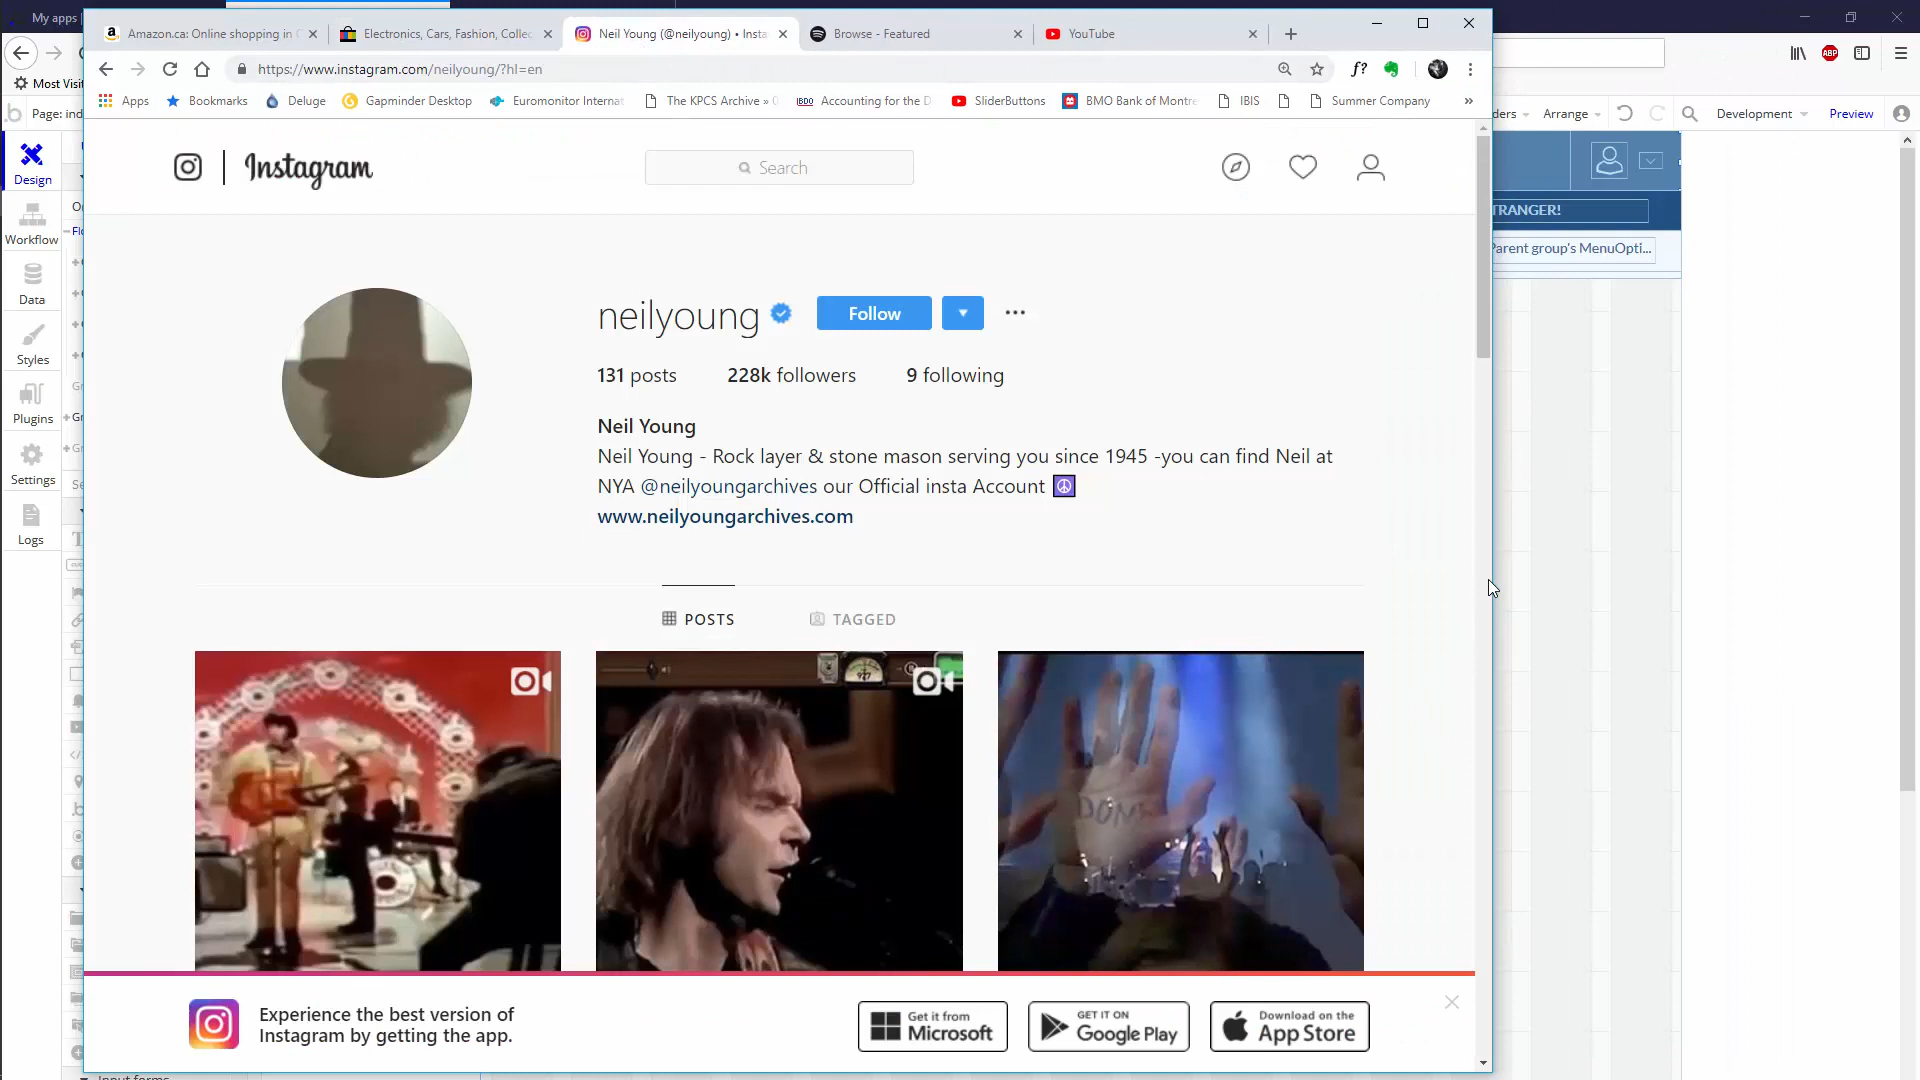 My apps |
Amazon.ca: Online shopping in C
Electronics, Cars, Fashion, Collec
Neil Young (@neilyoung) • Insta
Browse - Featured
YouTube
https://www.instagram.com/neilyoung/?hl=en
f?
ABP
Most Visit
Apps
Bookmarks
Deluge
Gapminder Desktop
Euromonitor Internat
The KPCS Archive » 0
IBDO
Accounting for the D
SliderButtons
BMO Bank of Montre
IBIS
Summer Company
»
Page: ind
ders
Arrange
Development
Preview
Instagram
Search
Design
Workflow
Data
Styles
Plugins
Settings
Logs
TRANGER!
Parent group's MenuOpti...
neilyoung
Follow
131 posts
228k followers
9 following
Neil Young
Neil Young - Rock layer & stone mason serving you since 1945 -you can find Neil at
NYA @neilyoungarchives our Official insta Account
www.neilyoungarchives.com
POSTS
TAGGED
Experience the best version of
Instagram by getting the app.
Get it from
Microsoft
GET IT ON
Google Play
Download on the
App Store
Input forms